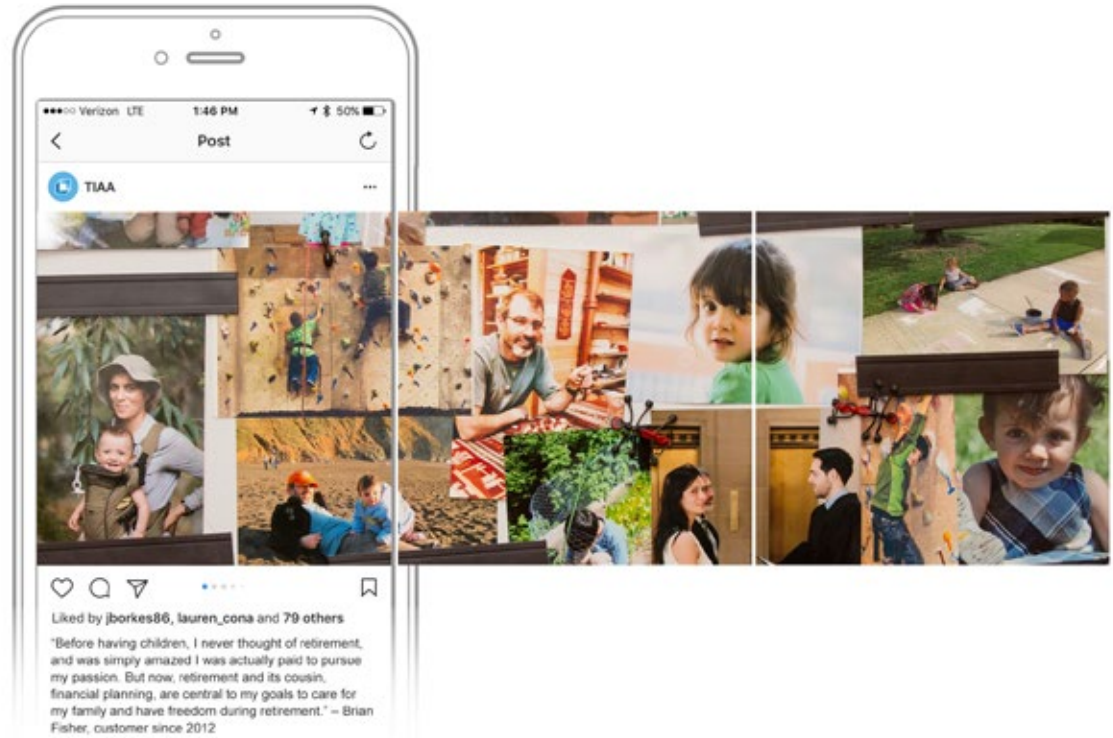 Verizon LTE 1:46 PM 50%
Post
TIAA
Liked by jborkes86, lauren_cona and 79 others
"Before having children, I never thought of retirement,
and was simply amazed I was actually paid to pursue
my passion. But now, retirement and its cousin,
financial planning, are central to my goals to care for
my family and have freedom during retirement." – Brian
Fisher, customer since 2012